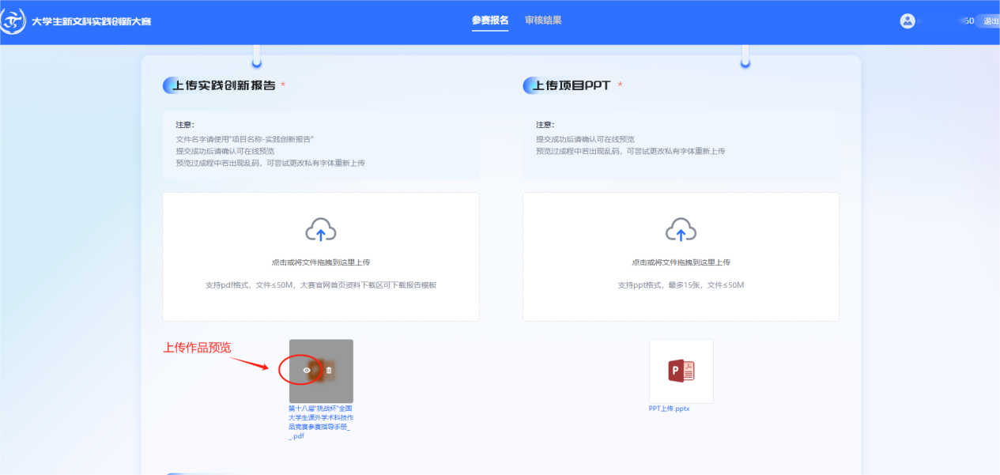 大学生新文科实践创新大赛
参赛报名
审核结果
60
退出
上传实践创新报告 *
注意：
文件名字请使用"项目名称-实践创新报告"
提交成功后请确认可在线预览
预览过成中若出现乱码，可尝试更改私有字体重新上传
点击或将文件拖拽到这里上传
支持pdf格式，文件≤50M，大赛官网首页资料下载区可下载报告模板
上传作品预览
第十八届"挑战杯"全国
大学生课外学术科技作
品竞赛参赛指导手册_
_.pdf
上传项目PPT *
注意：
提交成功后请确认可在线预览
预览过成中若出现乱码，可尝试更改私有字体重新上传
点击或将文件拖拽到这里上传
支持ppt格式，最多15张，文件≤50M
P
PPT上传.pptx